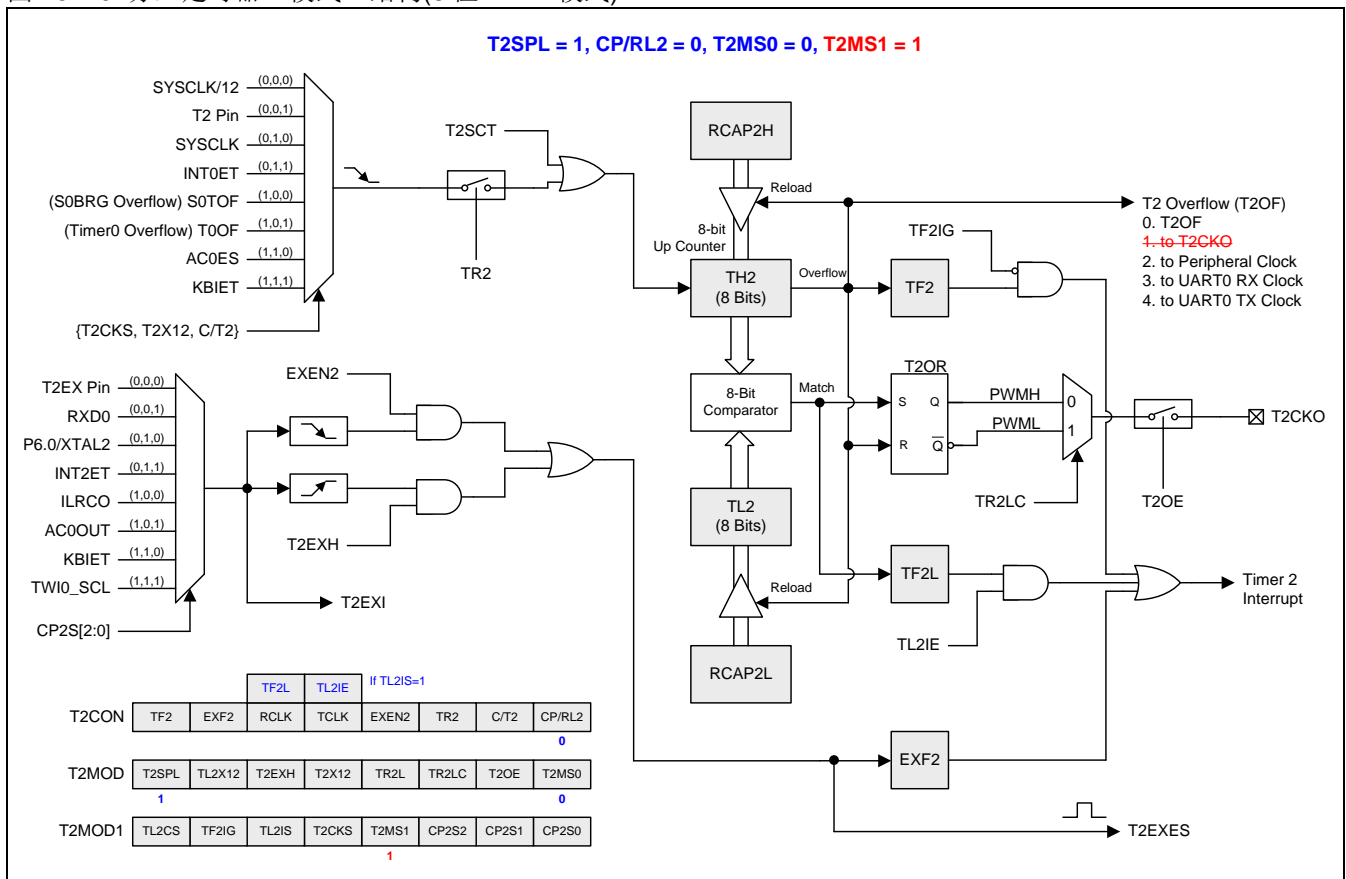 T2SPL = 1, CP/RL2 = 0, T2MS0 = 0, T2MS1 = 1
SYSCLK/12 (0,0,0)
T2 Pin (0,0,1)
SYSCLK (0,1,0)
INT0ET (0,1,1)
(S0BRG Overflow) S0TOF (1,0,0)
(Timer0 Overflow) T0OF (1,0,1)
AC0ES (1,1,0)
KBIET (1,1,1)
{T2CKS, T2X12, C/T2}
TR2
T2SCT
RCAP2H
Reload
8-bit
Up Counter
TH2
(8 Bits)
Overflow
TF2IG
TF2
T2 Overflow (T2OF)
0. T2OF
1. to T2CKO
2. to Peripheral Clock
3. to UART0 RX Clock
4. to UART0 TX Clock
T2EX Pin (0,0,0)
RXD0 (0,0,1)
P6.0/XTAL2 (0,1,0)
INT2ET (0,1,1)
ILRCO (1,0,0)
AC0OUT (1,0,1)
KBIET (1,1,0)
TWI0_SCL (1,1,1)
CP2S[2:0]
EXEN2
T2EXH
T2EXI
8-Bit
Comparator
Match
T2OR
S Q
R Q
PWMH
PWML
0
1
TR2LC
T2OE
T2CKO
TL2
(8 Bits)
Reload
RCAP2L
TF2L
TL2IE
Timer 2
Interrupt
EXF2
T2EXES
TF2L TL2IE If TL2IS=1
T2CON TF2 EXF2 RCLK TCLK EXEN2 TR2 C/T2 CP/RL2
0
T2MOD T2SPL TL2X12 T2EXH T2X12 TR2L TR2LC T2OE T2MS0
1 0
T2MOD1 TL2CS TF2IG TL2IS T2CKS T2MS1 CP2S2 CP2S1 CP2S0
1